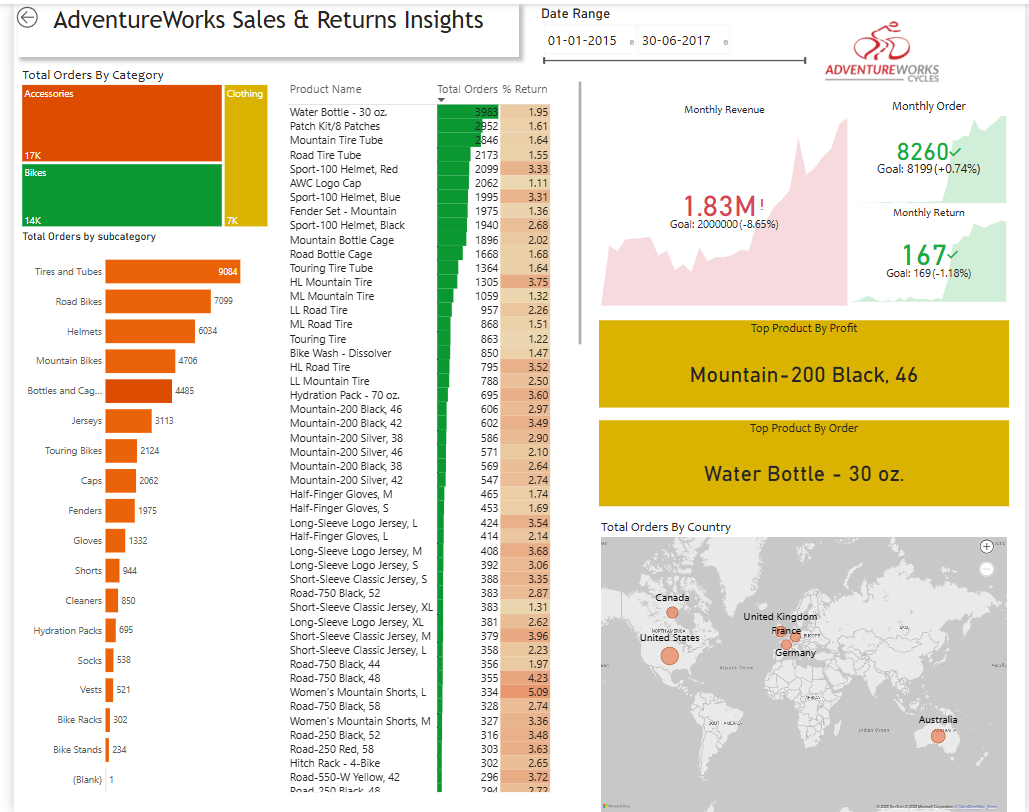 AdventureWorks Sales & Returns Insights
Date Range
01-01-2015
30-06-2017
ADVENTUREWORKS
CYCLES
Total Orders By Category
Accessories
17K
Clothing
7K
Bikes
14K
Total Orders by subcategory
Tires and Tubes 9084
Road Bikes 7099
Helmets 6034
Mountain Bikes 4706
Bottles and Cag... 4485
Jerseys 3113
Touring Bikes 2124
Caps 2062
Fenders 1975
Gloves 1332
Shorts 944
Cleaners 850
Hydration Packs 695
Socks 538
Vests 521
Bike Racks 302
Bike Stands 234
(Blank) 1
Product Name Total Orders % Return
Water Bottle - 30 oz. 3983 1.95
Patch Kit/8 Patches 2952 1.61
Mountain Tire Tube 2846 1.64
Road Tire Tube 2173 1.55
Sport-100 Helmet, Red 2099 3.33
AWC Logo Cap 2062 1.11
Sport-100 Helmet, Blue 1995 3.31
Fender Set - Mountain 1975 1.36
Sport-100 Helmet, Black 1940 2.68
Mountain Bottle Cage 1896 2.02
Road Bottle Cage 1668 1.68
Touring Tire Tube 1364 1.64
HL Mountain Tire 1305 3.75
ML Mountain Tire 1059 1.32
LL Road Tire 957 2.26
ML Road Tire 868 1.51
Touring Tire 863 1.22
Bike Wash - Dissolver 850 1.47
HL Road Tire 795 3.52
LL Mountain Tire 788 2.50
Hydration Pack - 70 oz. 695 3.60
Mountain-200 Black, 46 606 2.97
Mountain-200 Black, 42 602 3.49
Mountain-200 Silver, 38 586 2.90
Mountain-200 Silver, 46 571 2.10
Mountain-200 Black, 38 569 2.64
Mountain-200 Silver, 42 547 2.74
Half-Finger Gloves, M 465 1.74
Half-Finger Gloves, S 453 1.69
Long-Sleeve Logo Jersey, L 424 3.54
Half-Finger Gloves, L 414 2.14
Long-Sleeve Logo Jersey, M 408 3.68
Long-Sleeve Logo Jersey, S 392 3.06
Short-Sleeve Classic Jersey, S 388 3.35
Road-750 Black, 52 383 2.87
Short-Sleeve Classic Jersey, XL 383 1.31
Long-Sleeve Logo Jersey, XL 381 2.62
Short-Sleeve Classic Jersey, M 379 3.96
Short-Sleeve Classic Jersey, L 358 2.23
Road-750 Black, 44 356 1.97
Road-750 Black, 48 355 4.23
Women's Mountain Shorts, L 334 5.09
Road-750 Black, 58 328 2.74
Women's Mountain Shorts, M 327 3.36
Road-250 Black, 52 316 3.48
Road-250 Red, 58 303 3.63
Hitch Rack - 4-Bike 302 2.65
Road-550-W Yellow, 42 296 3.72
Road-250 Black, 48 294 2.72
Monthly Revenue
1.83M!
Goal: 2000000 (-8.65%)
Monthly Order
8260
Goal: 8199 (+0.74%)
Monthly Return
167
Goal: 169 (-1.18%)
Top Product By Profit
Mountain-200 Black, 46
Top Product By Order
Water Bottle - 30 oz.
Total Orders By Country
Canada
NORTH AMERICA
United States
United Kingdom
France
EUROPE
Germany
ASIA
Atlantic Ocean
AFRICA
SOUTH AMERICA
Indian Ocean
Australia
Microsoft Bing